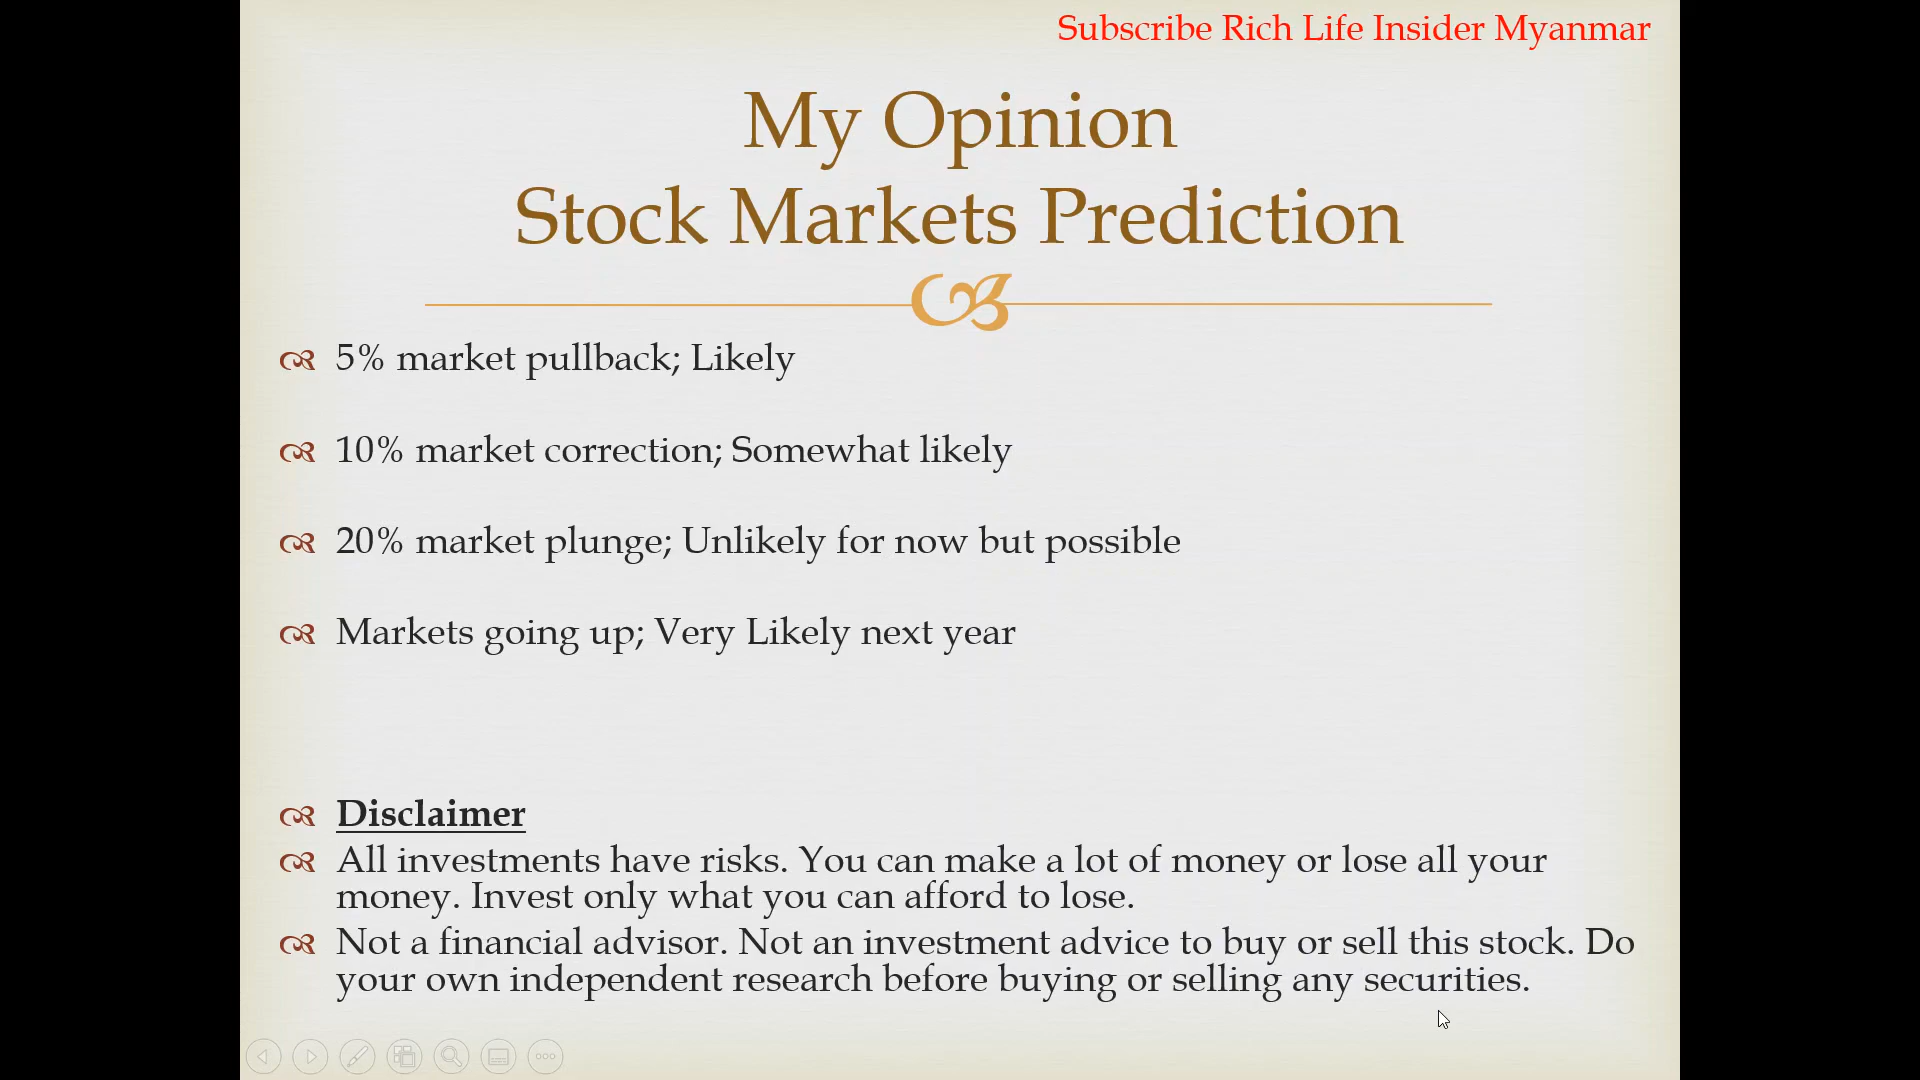 Subscribe Rich Life Insider Myanmar
My Opinion
Stock Markets Prediction
5% market pullback; Likely
10% market correction; Somewhat likely
20% market plunge; Unlikely for now but possible
Markets going up; Very Likely next year
Disclaimer
All investments have risks. You can make a lot of money or lose all your
money. Invest only what you can afford to lose.
Not a financial advisor. Not an investment advice to buy or sell this stock. Do
your own independent research before buying or selling any securities.